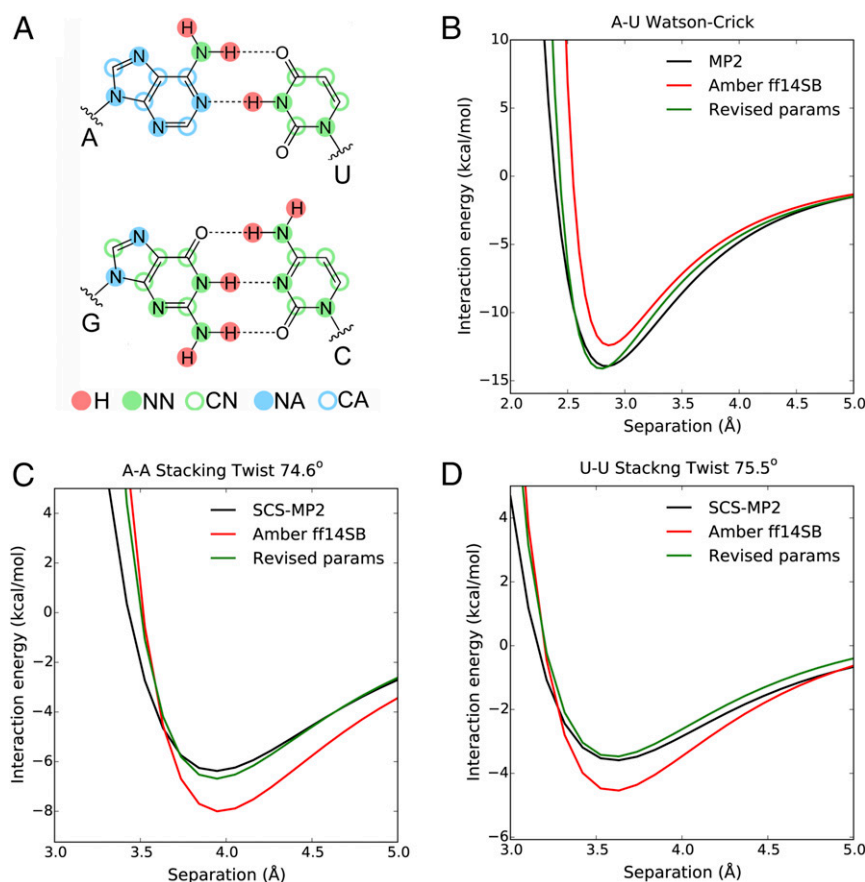 A
H
H
N
H
O
N
N
N
N
N
H
N
O
N
A
U
H
N
O
H
N
N
N
H
N
N
N
H
O
N
H
G
C
H NN CN NA CA
B
A-U Watson-Crick
MP2
Amber ff14SB
Revised params
Interaction energy (kcal/mol)
10
5
0
−5
−10
−15
2.0 2.5 3.0 3.5 4.0 4.5 5.0
Separation (Å)
C
A-A Stacking Twist 74.6°
SCS-MP2
Amber ff14SB
Revised params
Interaction energy (kcal/mol)
4
2
0
−2
−4
−6
−8
3.0 3.5 4.0 4.5 5.0
Separation (Å)
D
U-U Stackng Twist 75.5°
SCS-MP2
Amber ff14SB
Revised params
Interaction energy (kcal/mol)
4
2
0
−2
−4
−6
3.0 3.5 4.0 4.5 5.0
Separation (Å)